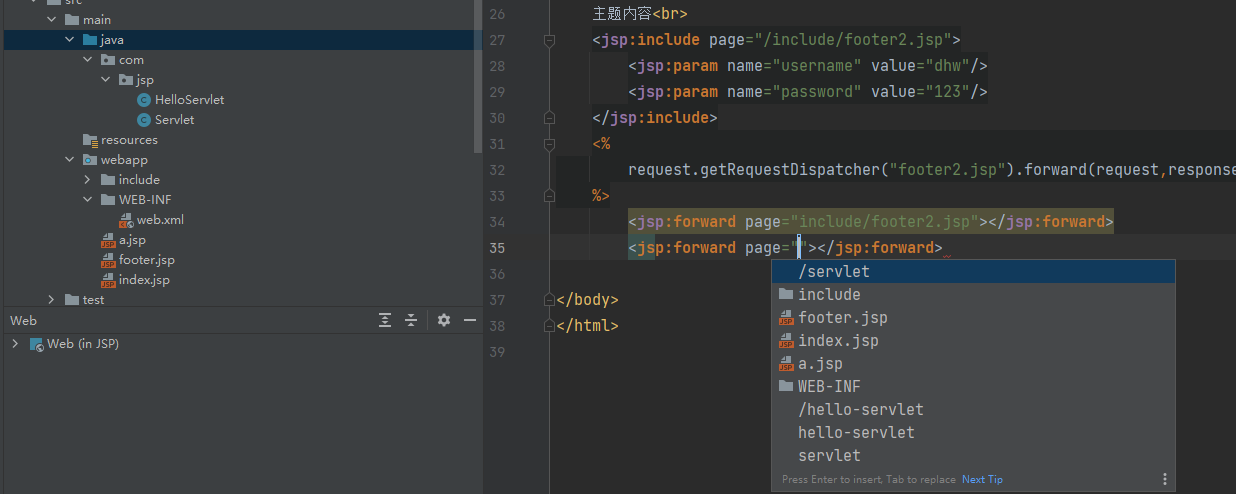 src
main
java
com
jsp
HelloServlet
Servlet
resources
webapp
include
WEB-INF
web.xml
a.jsp
footer.jsp
index.jsp
test
Web
Web (in JSP)
26 主题内容<br>
27 <jsp:include page="/include/footer2.jsp">
28 <jsp:param name="username" value="dhw"/>
29 <jsp:param name="password" value="123"/>
30 </jsp:include>
31 <%
32 request.getRequestDispatcher("footer2.jsp").forward(request,response
33 %>
34 <jsp:forward page="include/footer2.jsp"></jsp:forward>
35 <jsp:forward page=""></jsp:forward>
36
37 </body>
38 </html>
39
/servlet
include
footer.jsp
index.jsp
a.jsp
WEB-INF
/hello-servlet
hello-servlet
servlet
Press Enter to insert, Tab to replace Next Tip